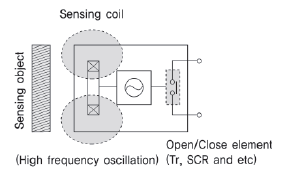 Sensing coil
Sensing object
Open/Close element
(High frequency oscillation) (Tr, SCR and etc)